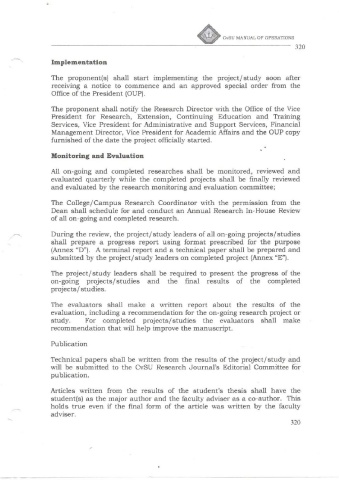 CvSU MANUAL OF OPERATIONS
320
Implementation
The proponent(s) shall start implementing the project/study soon after
receiving a notice to commence and an approved special order from the
Office of the President (OUP).
The proponent shall notify the Research Director with the Office of the Vice
President for Research, Extension, Continuing Education and Training
Services, Vice President for Administrative and Support Services, Financial
Management Director, Vice President for Academic Affairs and the OUP copy
furnished of the date the project officially started.
Monitoring and Evaluation
All on-going and completed researches shall be monitored, reviewed and
evaluated quarterly while the completed projects shall be finally reviewed
and evaluated by the research monitoring and evaluation committee;
The College/Campus Research Coordinator with the permission from the
Dean shall schedule for and conduct an Annual Research In-House Review
of all on-going and completed research.
During the review, the project/study leaders of all on-going projects/studies
shall prepare a progress report using format prescribed for the purpose
(Annex "D"). A terminal report and a technical paper shall be prepared and
submitted by the project/study leaders on completed project (Annex "E").
The project/study leaders shall be required to present the progress of the
on-going projects/studies and the final results of the completed
projects/studies.
The evaluators shall make a written report about the results of the
evaluation, including a recommendation for the on-going research project or
study. For completed projects/studies the evaluators shall make
recommendation that will help improve the manuscript.
Publication
Technical papers shall be written from the results of the project/study and
will be submitted to the CvSU Research Journal's Editorial Committee for
publication.
Articles written from the results of the student's thesis shall have the
student(s) as the major author and the faculty adviser as a co-author. This
holds true even if the final form of the article was written by the faculty
adviser.
320